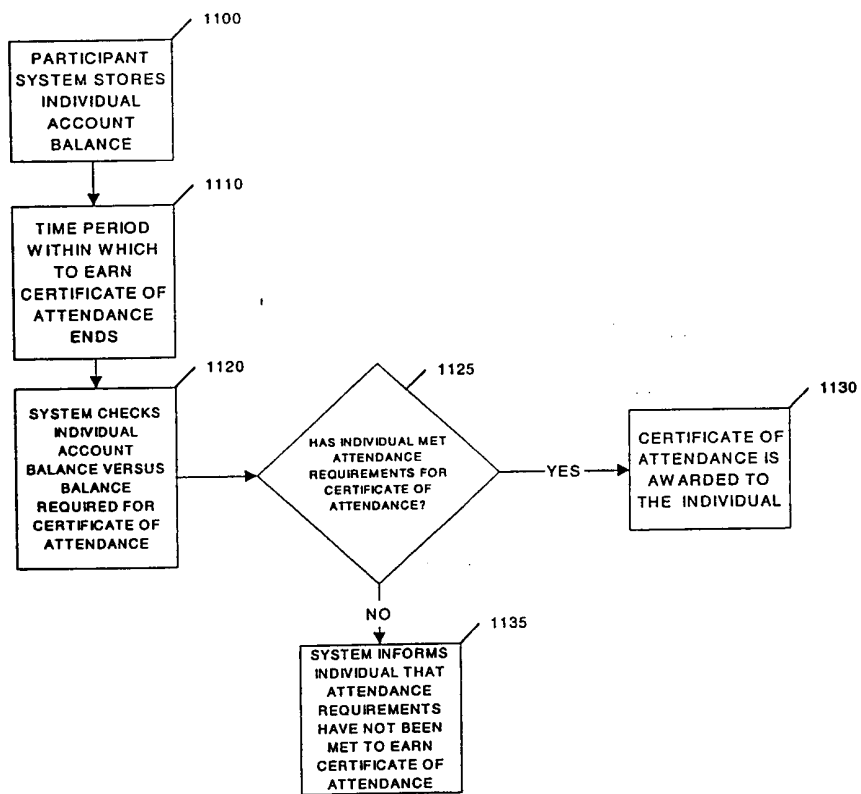 1100
PARTICIPANT
SYSTEM STORES
INDIVIDUAL
ACCOUNT
BALANCE
1110
TIME PERIOD
WITHIN WHICH
TO EARN
CERTIFICATE OF
ATTENDANCE
ENDS
1120
SYSTEM CHECKS
INDIVIDUAL
ACCOUNT
BALANCE VERSUS
BALANCE
REQUIRED FOR
CERTIFICATE OF
ATTENDANCE
1125
HAS INDIVIDUAL MET
ATTENDANCE
REQUIREMENTS FOR
CERTIFICATE OF
ATTENDANCE?
YES
1130
CERTIFICATE OF
ATTENDANCE IS
AWARDED TO
THE INDIVIDUAL
NO
1135
SYSTEM INFORMS
INDIVIDUAL THAT
ATTENDANCE
REQUIREMENTS
HAVE NOT BEEN
MET TO EARN
CERTIFICATE OF
ATTENDANCE